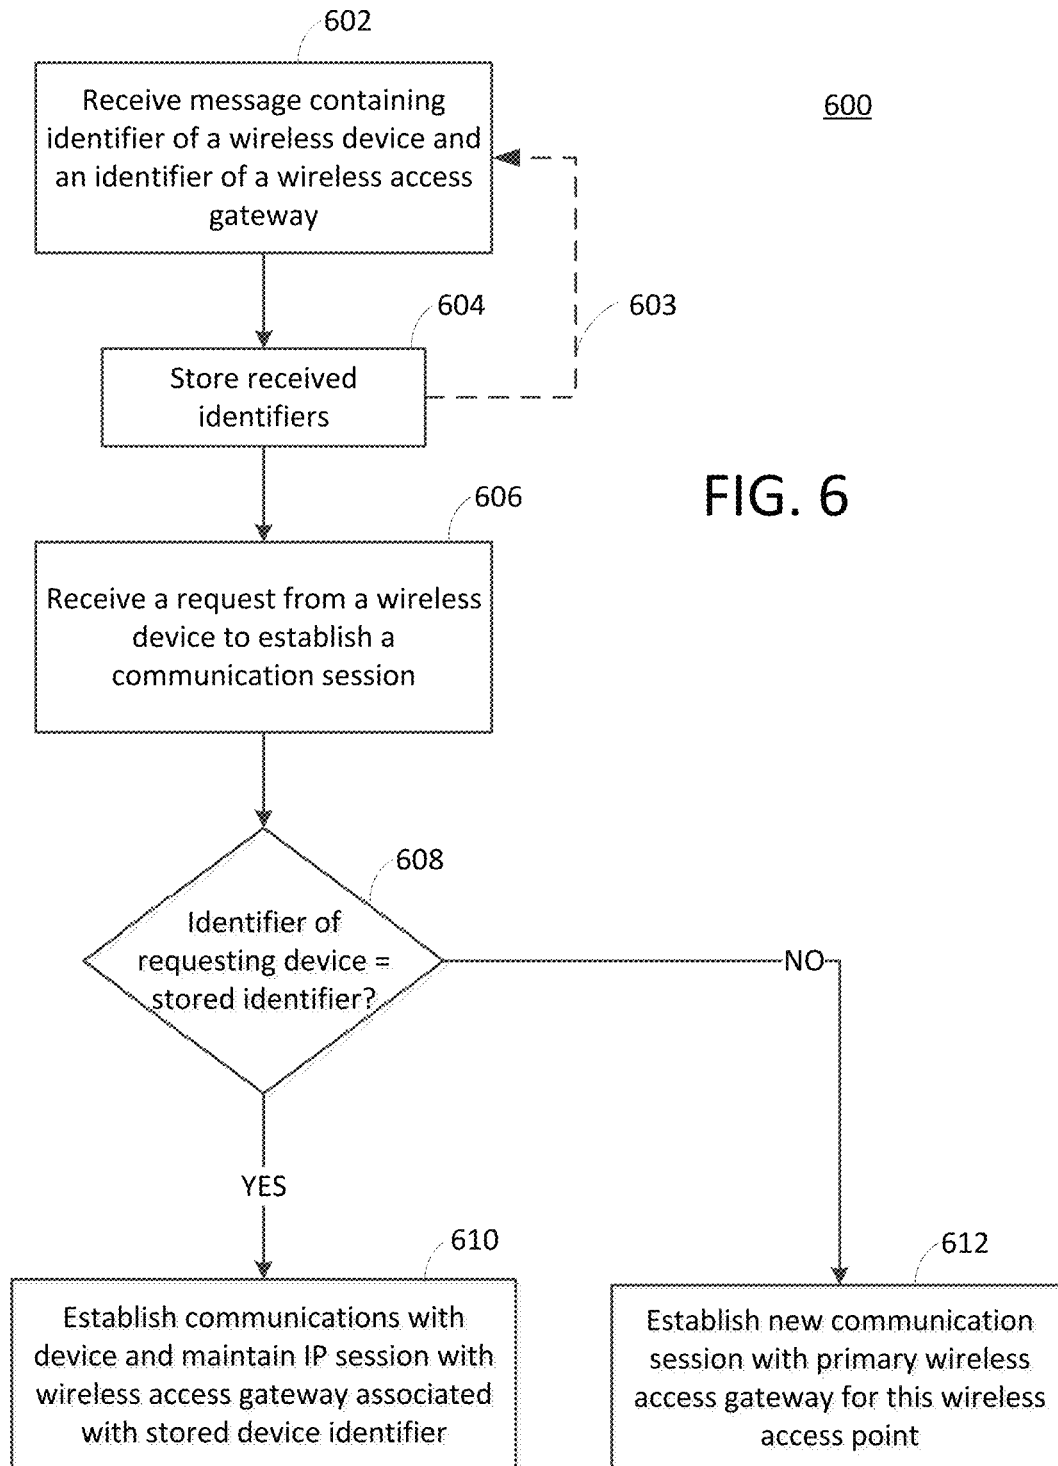 602
Receive message containing
identifier of a wireless device and
an identifier of a wireless access
gateway
600
603
604
Store received
identifiers
FIG. 6
606
Receive a request from a wireless
device to establish a
communication session
608
Identifier of
requesting device =
stored identifier?
NO
YES
610
Establish communications with
device and maintain IP session with
wireless access gateway associated
with stored device identifier
612
Establish new communication
session with primary wireless
access gateway for this wireless
access point